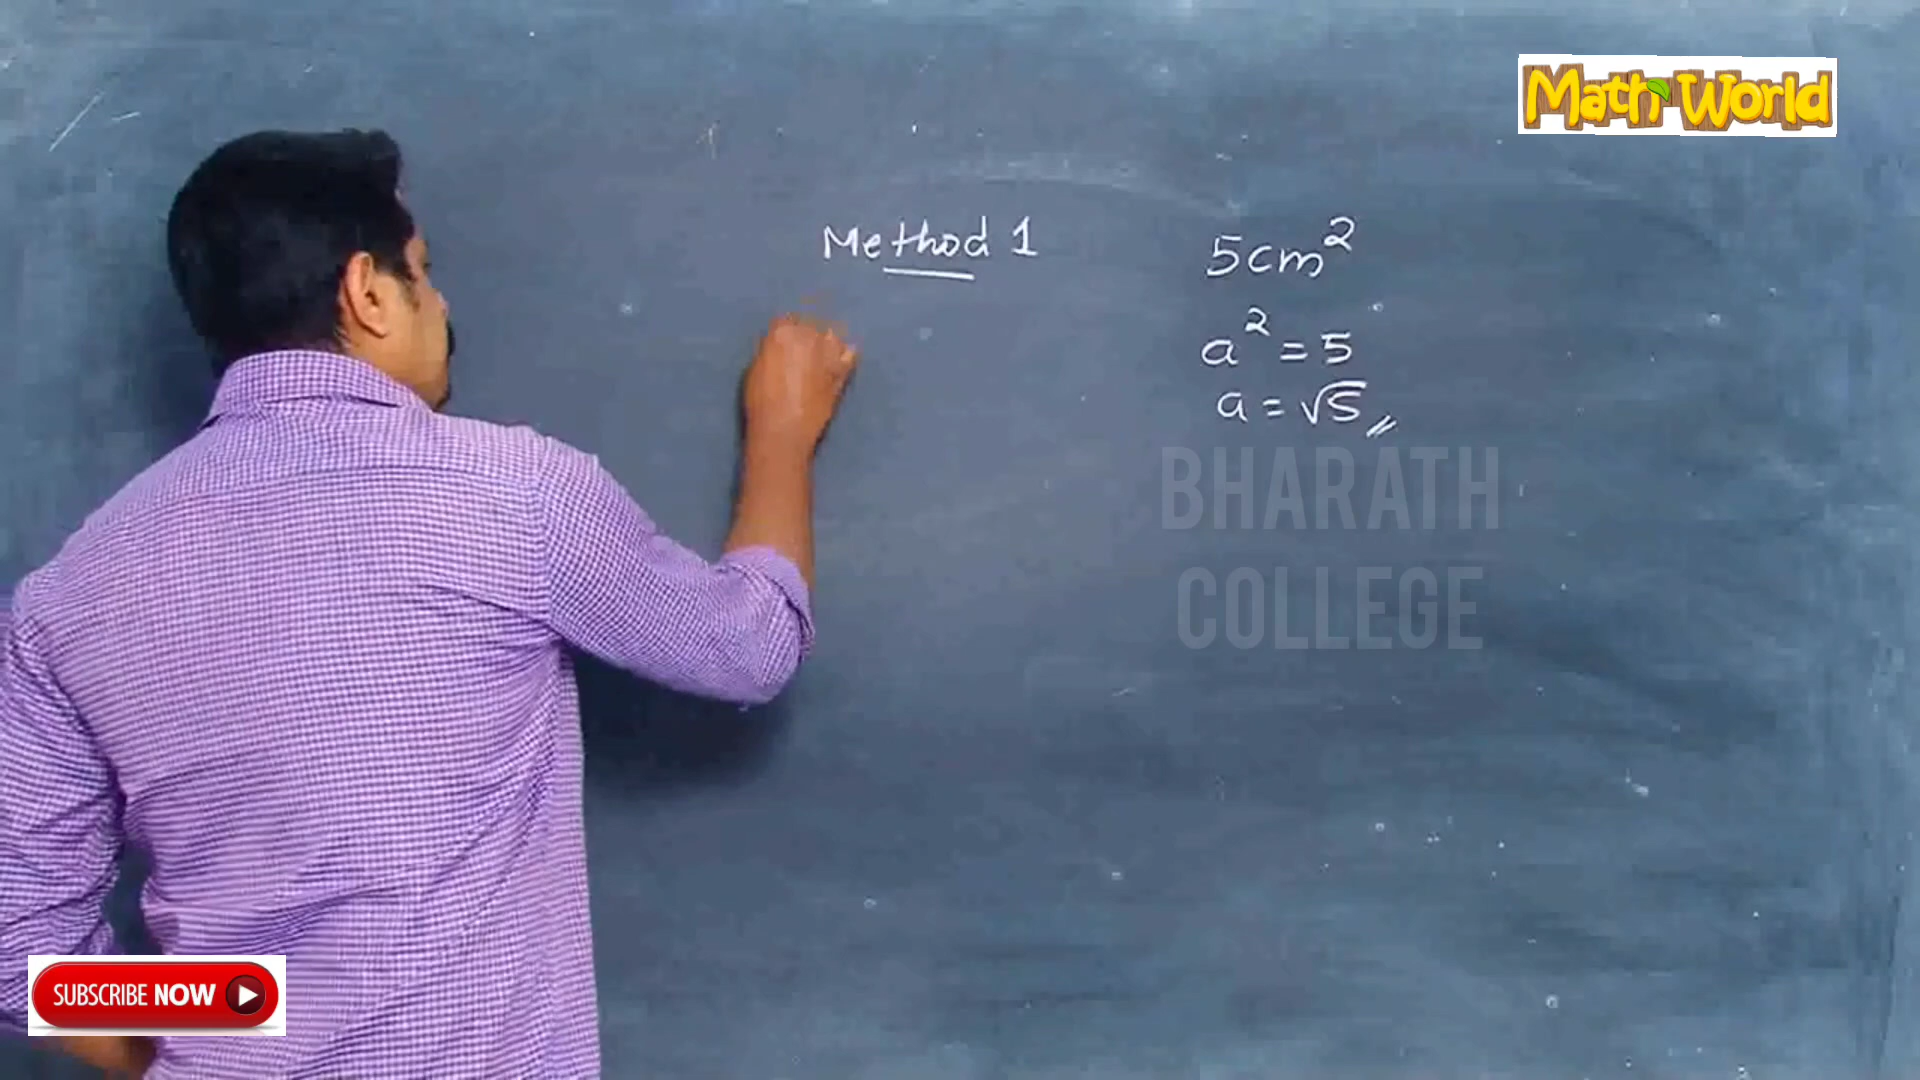 Math World
Method 1
5cm²
a² = 5
a = √5
BHARATH
COLLEGE
SUBSCRIBE NOW